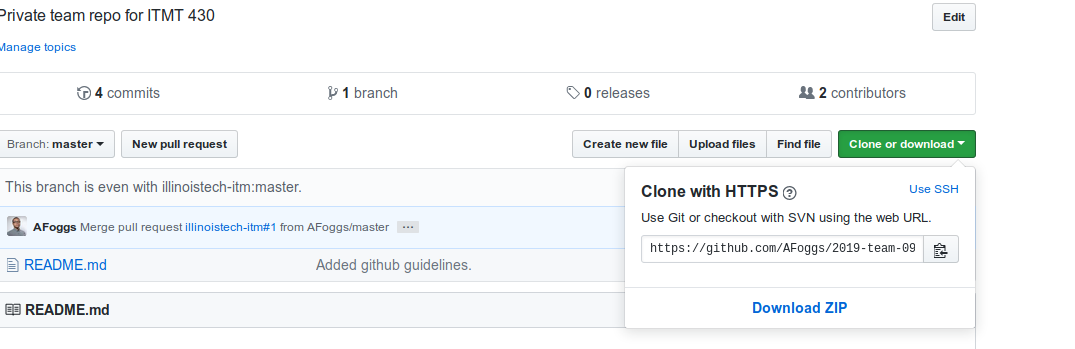 Private team repo for ITMT 430
Edit
Manage topics
4 commits
1 branch
0 releases
2 contributors
Branch: master
New pull request
Create new file
Upload files
Find file
Clone or download
This branch is even with illinoistech-itm:master.
AFoggs Merge pull request illinoistech-itm#1 from AFoggs/master ...
README.md
Added github guidelines.
README.md
Clone with HTTPS ?
Use SSH
Use Git or checkout with SVN using the web URL.
https://github.com/AFoggs/2019-team-09
Download ZIP